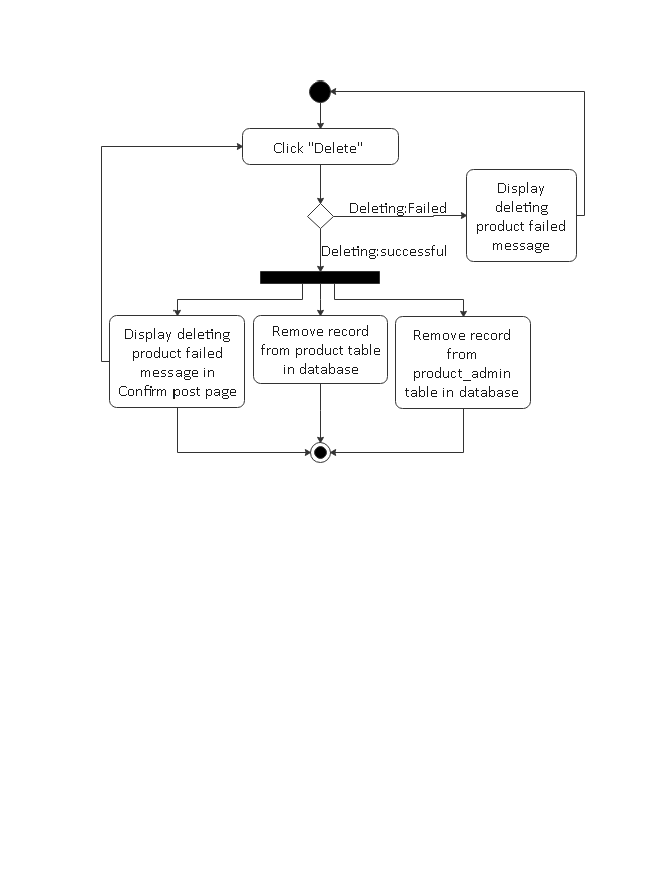 Click "Delete"
Deleting:Failed
Display
deleting
product failed
message
Deleting:successful
Display deleting
product failed
message in
Confirm post page
Remove record
from product table
in database
Remove record
from
product_admin
table in database